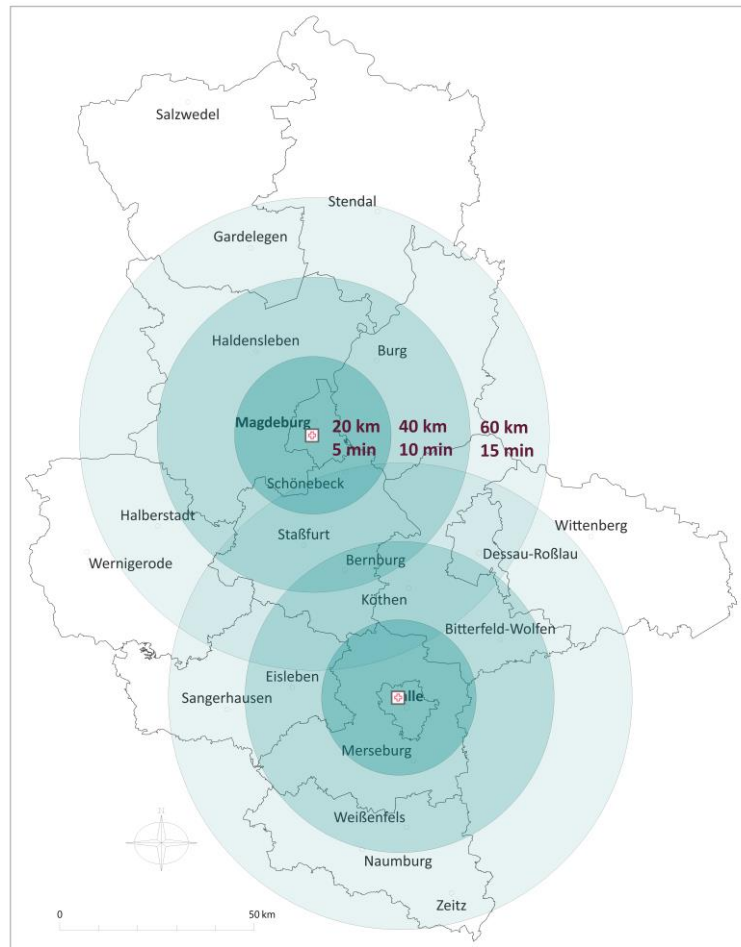 Salzwedel
Stendal
Gardelegen
Haldensleben
Burg
Magdeburg
20 km 40 km 60 km
5 min 10 min 15 min
Schönebeck
Halberstadt
Staßfurt
Wittenberg
Wernigerode
Bernburg
Dessau-Roßlau
Köthen
Bitterfeld-Wolfen
Eisleben
Sangerhausen
lle
Merseburg
Weißenfels
Naumburg
Zeitz
0 50 km